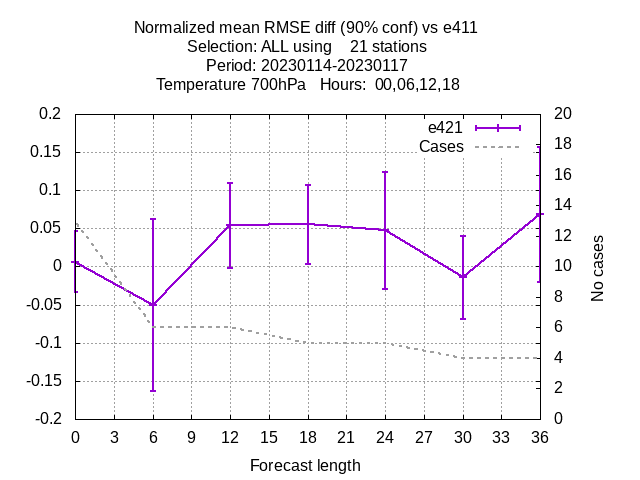 Normalized mean RMSE diff (90% conf) vs e411
Selection: ALL using    21 stations
Period: 20230114-20230117
Temperature 700hPa   Hours:  00,06,12,18
0.2
0.15
0.1
0.05
0
-0.05
-0.1
-0.15
-0.2
e421
Cases
20
18
16
14
12
10
8
6
4
2
0
No cases
0 3 6 9 12 15 18 21 24 27 30 33 36
Forecast length